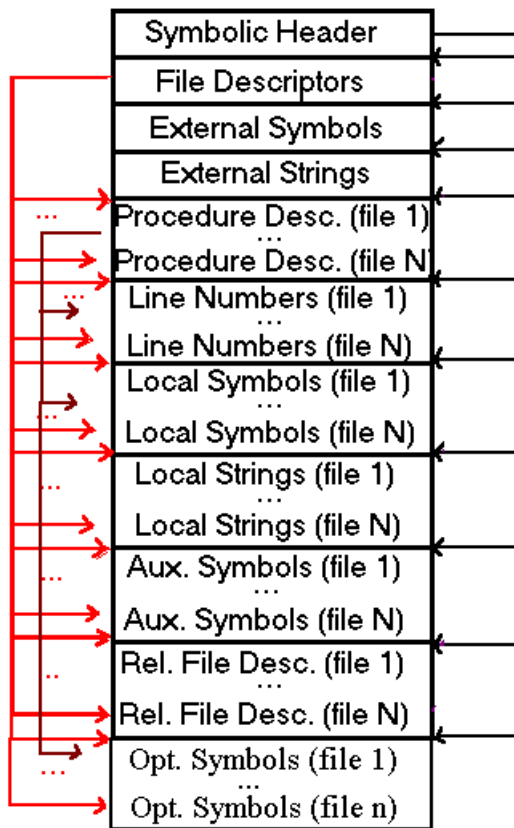 Symbolic Header
File Descriptors
External Symbols
External Strings
...
Procedure Desc. (file 1)
...
Procedure Desc. (file N)
...
Line Numbers (file 1)
...
Line Numbers (file N)
Local Symbols (file 1)
...
...
Local Symbols (file N)
Local Strings (file 1)
...
...
Local Strings (file N)
Aux. Symbols (file 1)
...
...
Aux. Symbols (file N)
Rel. File Desc. (file 1)
..
...
Rel. File Desc. (file N)
Opt. Symbols (file 1)
...
...
Opt. Symbols (file n)